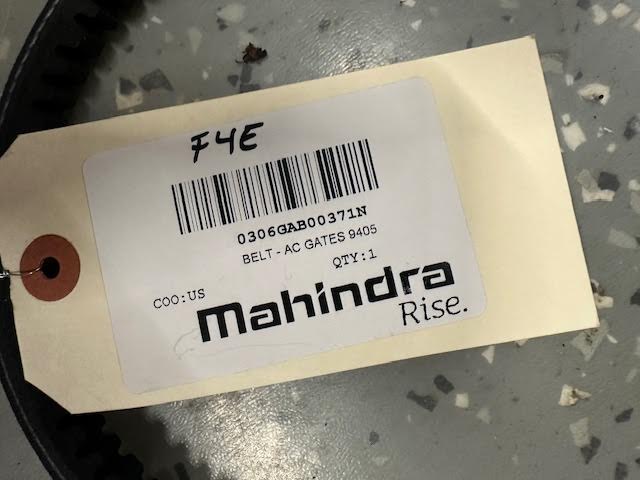 F4E
0306GAB00371N
BELT - AC GATES 9405
QTY:1
COO:US
Mahindra
Rise.